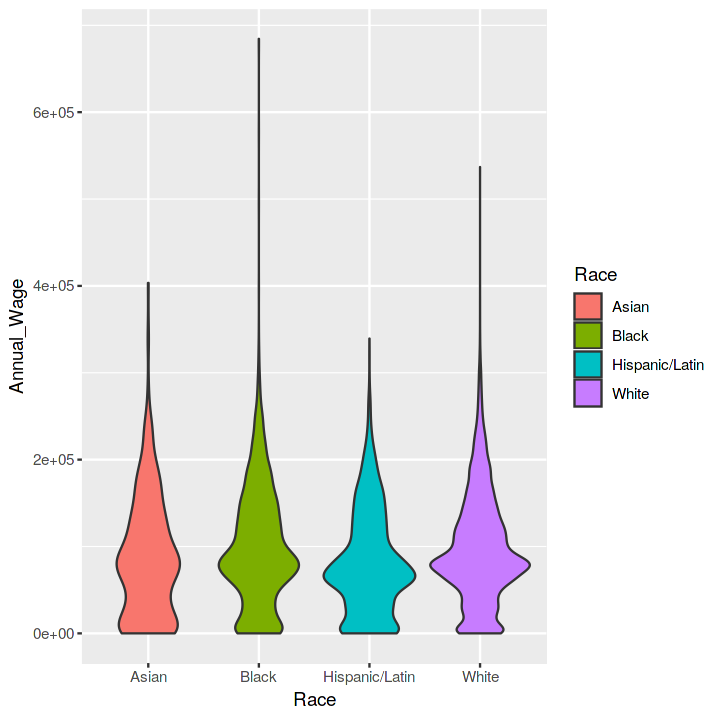 6e+05
4e+05
2e+05
0e+00
Annual_Wage
Asian Black Hispanic/Latin White
Race
Race
Asian
Black
Hispanic/Latin
White